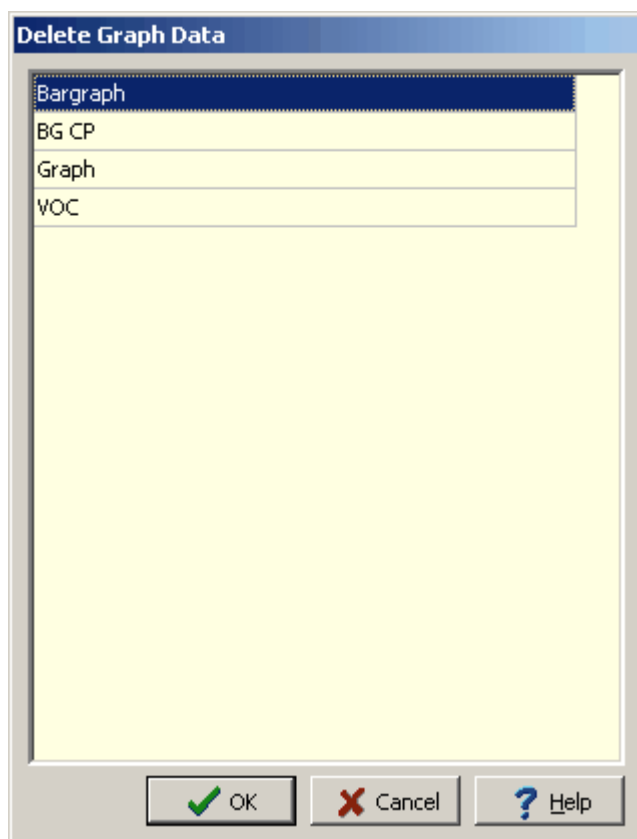 Delete Graph Data
Bargraph
BG CP
Graph
VOC
OK Cancel Help